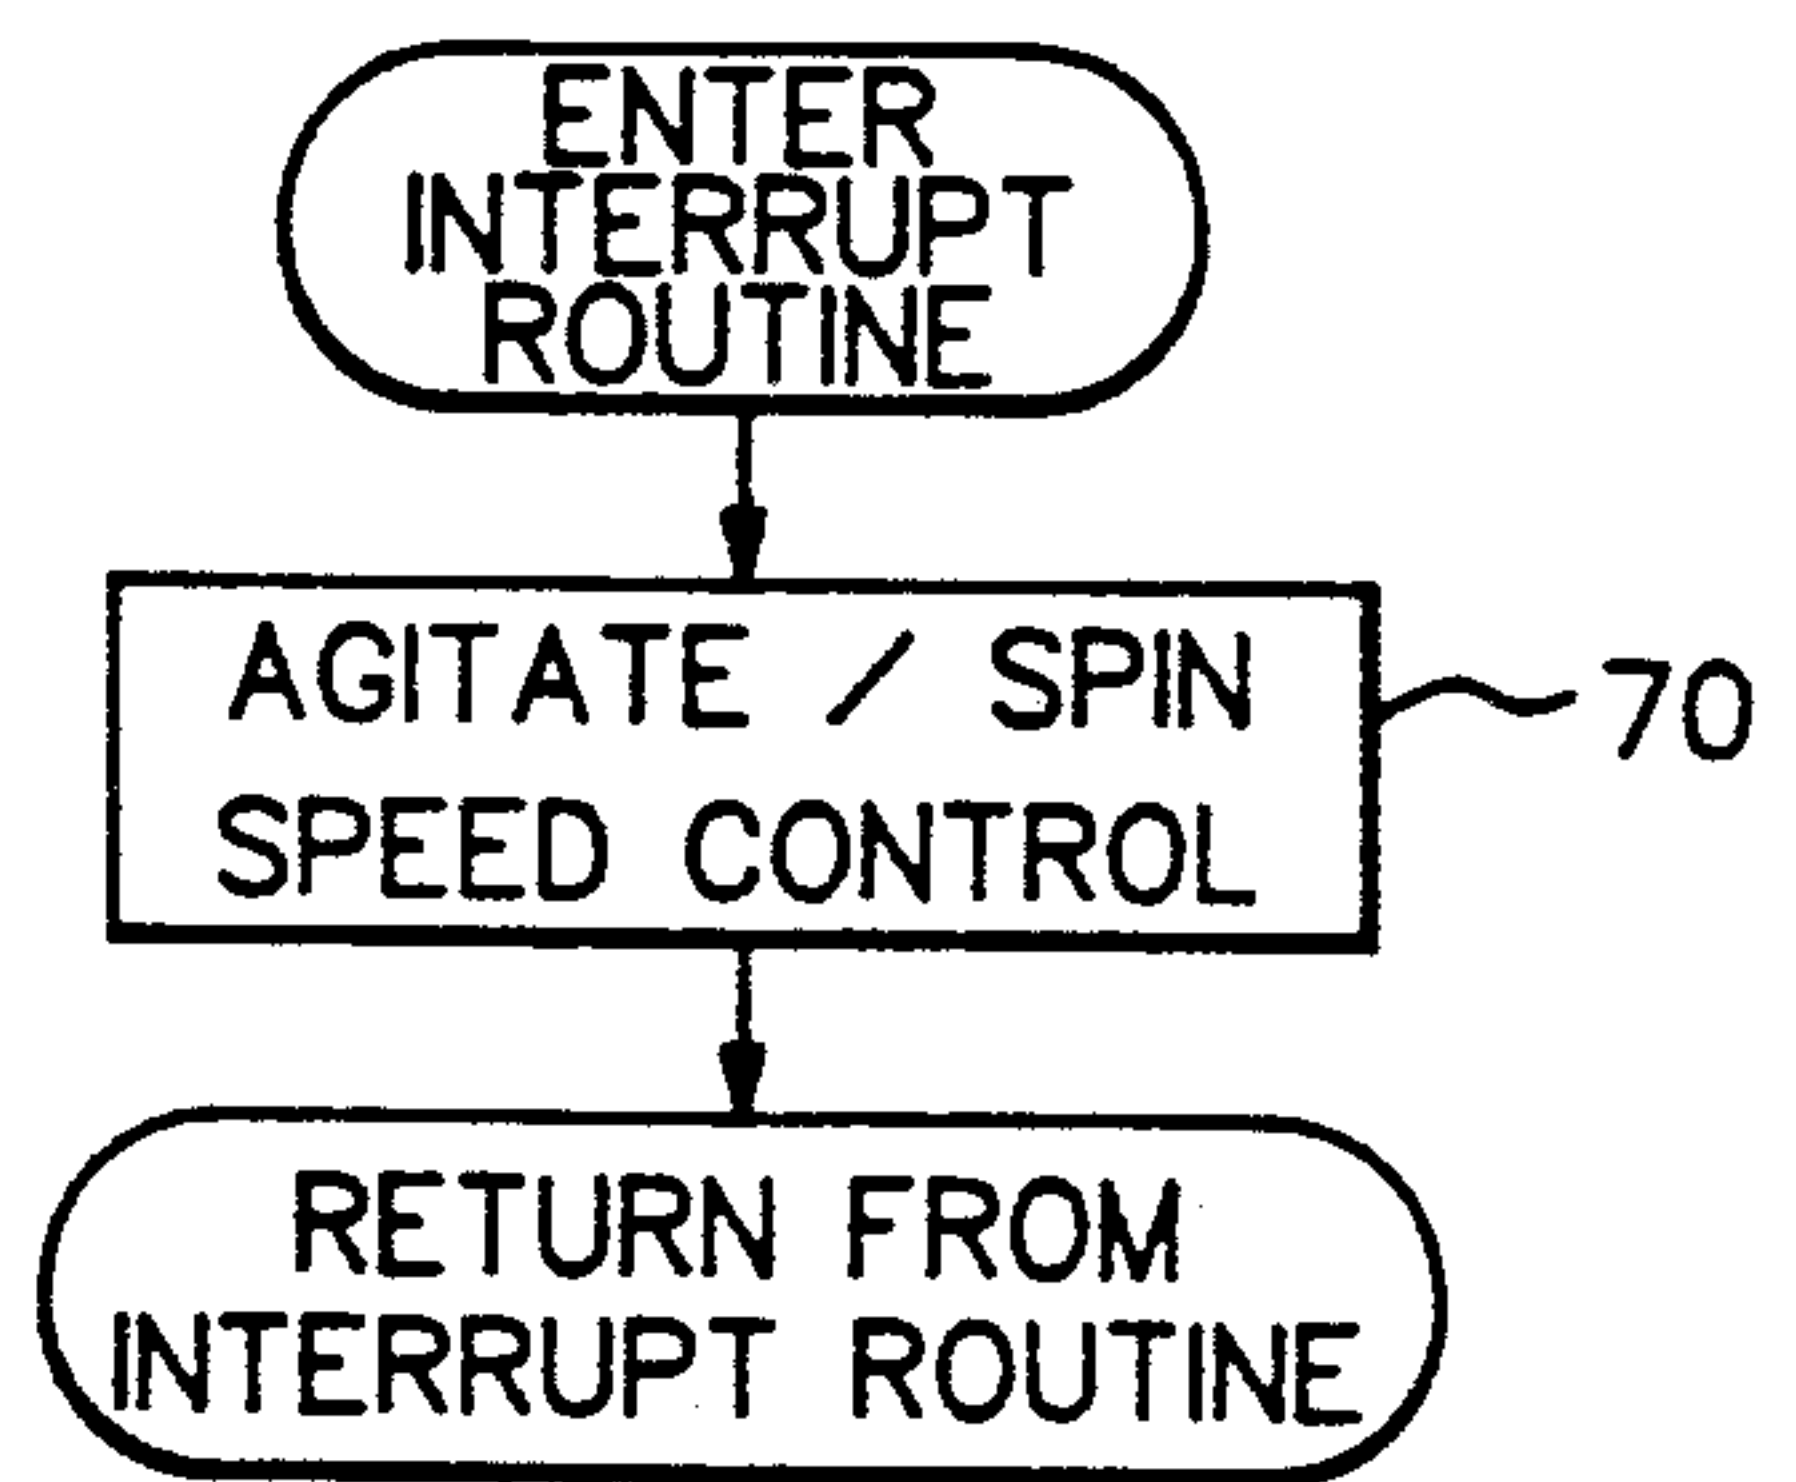 ENTER
INTERRUPT
ROUTINE
AGITATE / SPIN
SPEED CONTROL
70
RETURN FROM
INTERRUPT ROUTINE